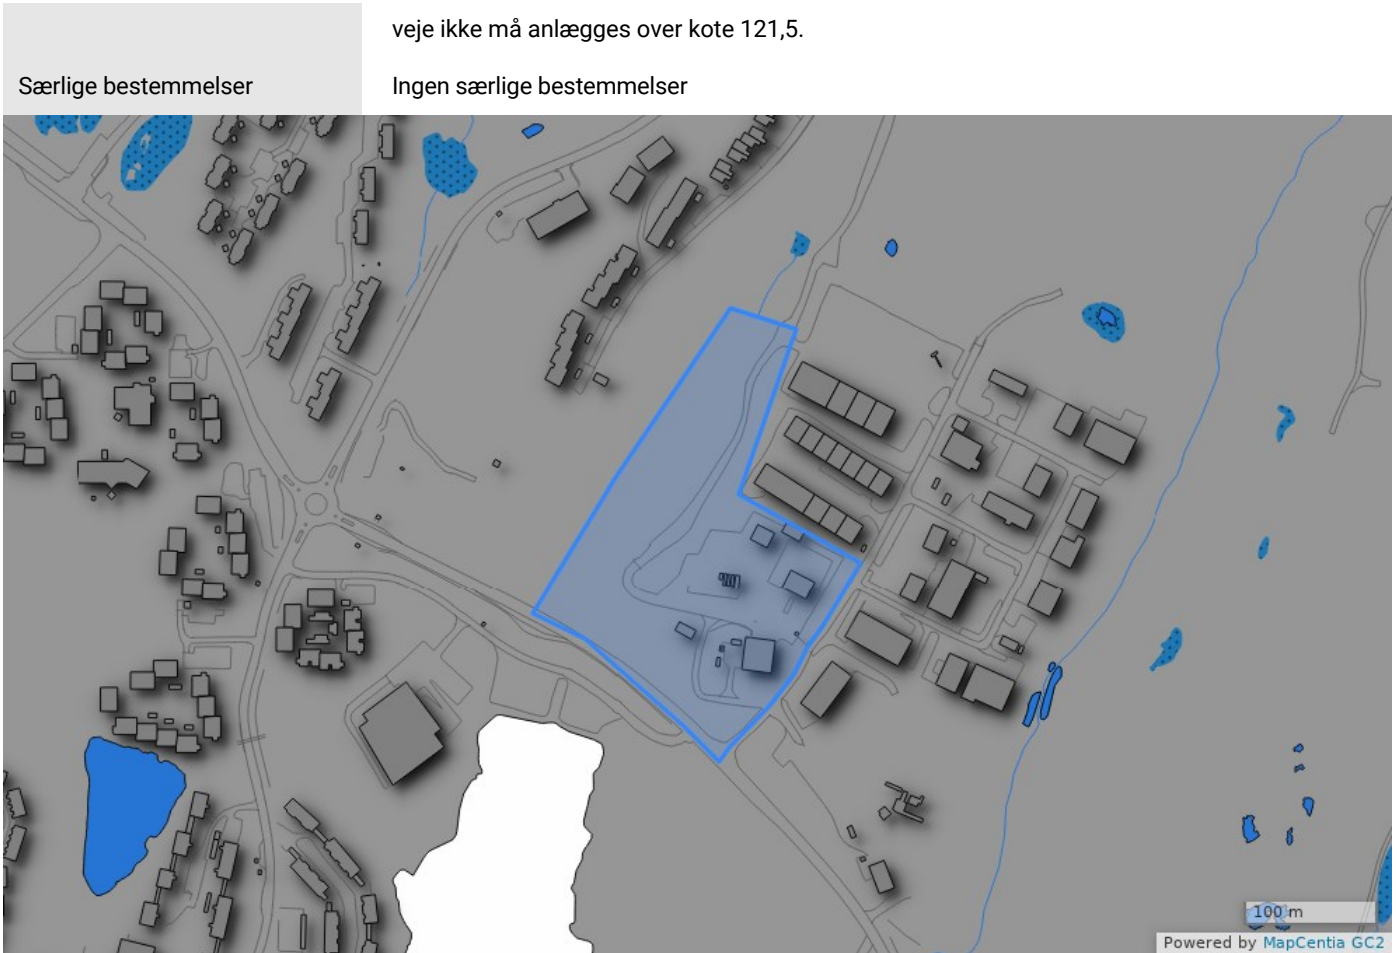 veje ikke må anlægges over kote 121,5.
Særlige bestemmelser Ingen særlige bestemmelser
100 m
Powered by MapCentia GC2